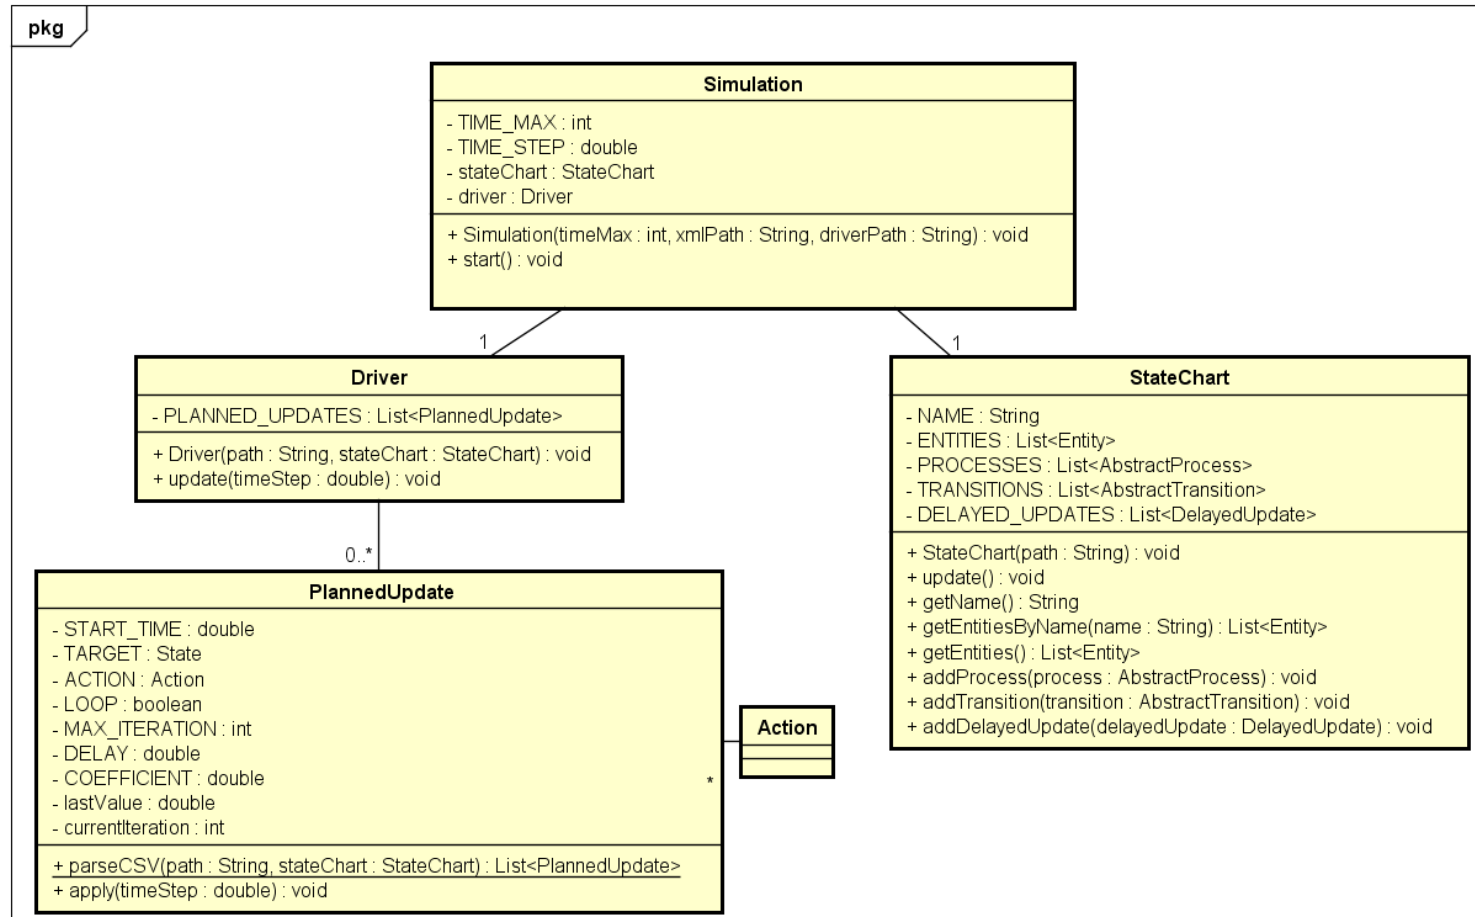 pkg
Simulation
- TIME_MAX : int
- TIME_STEP : double
- stateChart : StateChart
- driver : Driver
+ Simulation(timeMax : int, xmlPath : String, driverPath : String) : void
+ start() : void
1
1
Driver
- PLANNED_UPDATES : List<PlannedUpdate>
+ Driver(path : String, stateChart : StateChart) : void
+ update(timeStep : double) : void
StateChart
- NAME : String
- ENTITIES : List<Entity>
- PROCESSES : List<AbstractProcess>
- TRANSITIONS : List<AbstractTransition>
- DELAYED_UPDATES : List<DelayedUpdate>
+ StateChart(path : String) : void
+ update() : void
+ getName() : String
+ getEntitiesByName(name : String) : List<Entity>
+ getEntities() : List<Entity>
+ addProcess(process : AbstractProcess) : void
+ addTransition(transition : AbstractTransition) : void
+ addDelayedUpdate(delayedUpdate : DelayedUpdate) : void
0..*
PlannedUpdate
- START_TIME : double
- TARGET : State
- ACTION : Action
- LOOP : boolean
- MAX_ITERATION : int
- DELAY : double
- COEFFICIENT : double
- lastValue : double
- currentIteration : int
+ parseCSV(path : String, stateChart : StateChart) : List<PlannedUpdate>
+ apply(timeStep : double) : void
*
Action